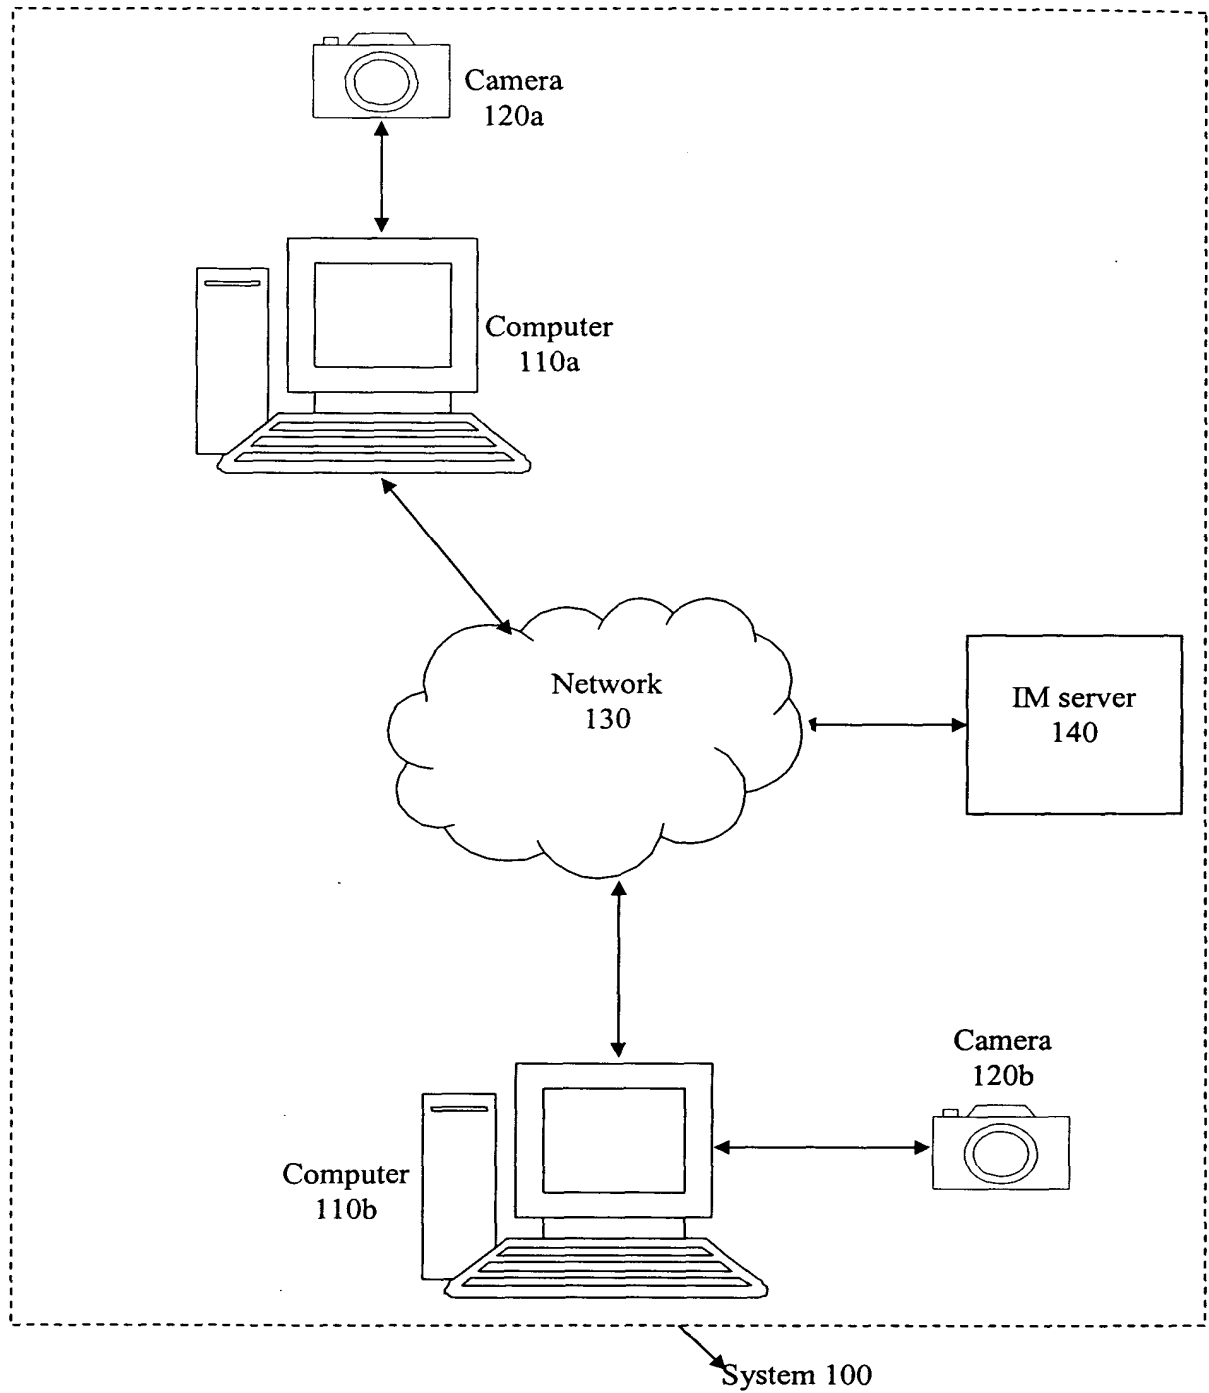 Camera
120a
Computer
110a
Network
130
IM server
140
Camera
120b
Computer
110b
System 100